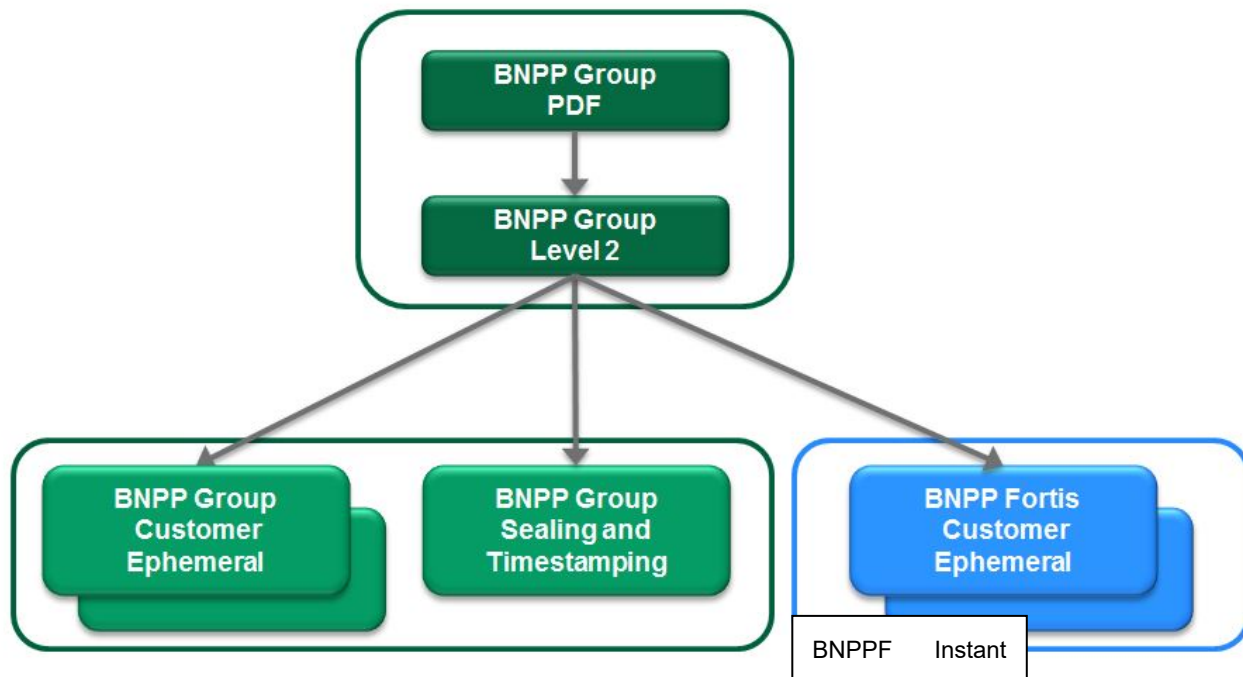 BNPP Group
PDF
BNPP Group
Level 2
BNPP Group
Customer
Ephemeral
BNPP Group
Sealing and
Timestamping
BNPP Fortis
Customer
Ephemeral
BNPPF Instant